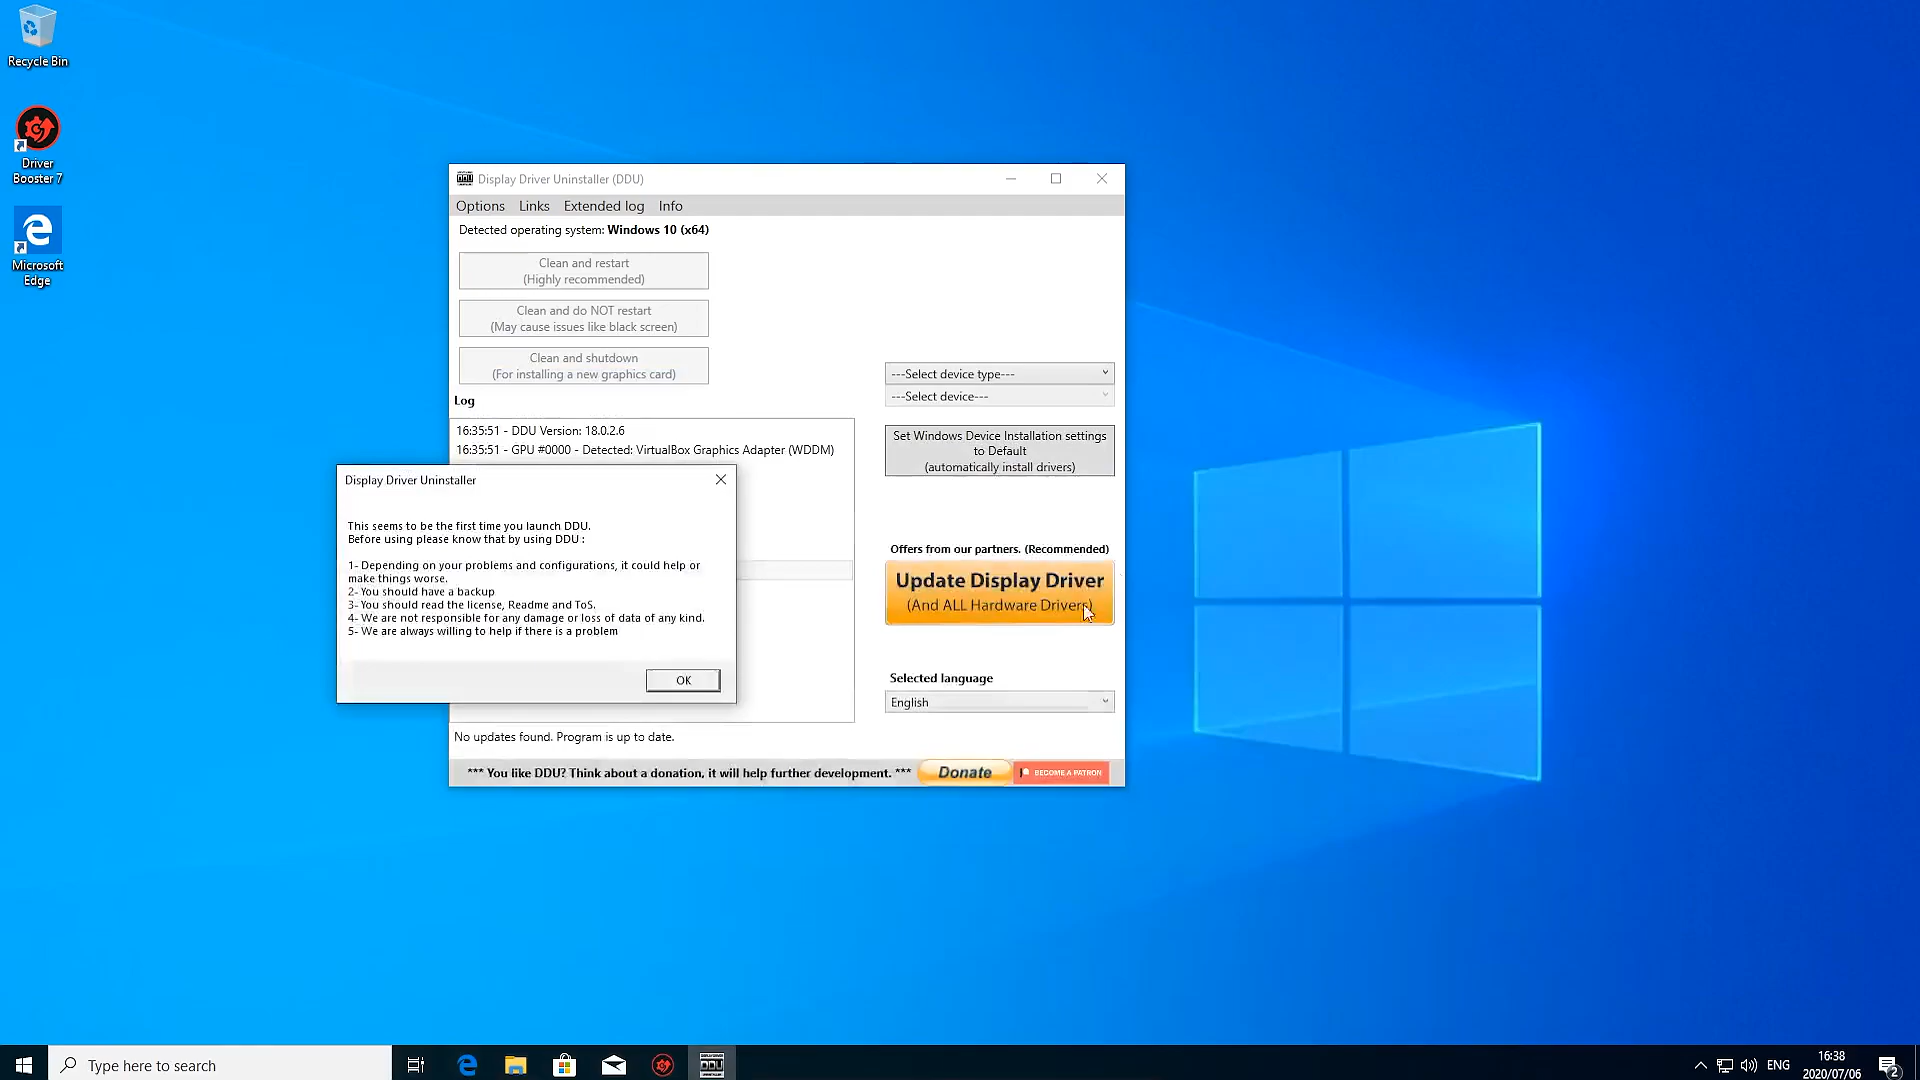 Recycle Bin
Driver
Booster 7
Microsoft
Edge
Display Driver Uninstaller (DDU)
Options Links Extended log Info
Detected operating system: Windows 10 (x64)
Clean and restart
(Highly recommended)
Clean and do NOT restart
(May cause issues like black screen)
Clean and shutdown
(For installing a new graphics card)
Log
16:35:51 - DDU Version: 18.0.2.6
16:35:51 - GPU #0000 - Detected: VirtualBox Graphics Adapter (WDDM)
---Select device type---
---Select device---
Set Windows Device Installation settings
to Default
(automatically install drivers)
Offers from our partners. (Recommended)
Update Display Driver
(And ALL Hardware Drivers)
Selected language
English
Display Driver Uninstaller
This seems to be the first time you launch DDU.
Before using please know that by using DDU :
1- Depending on your problems and configurations, it could help or
make things worse.
2- You should have a backup
3- You should read the license, Readme and ToS.
4- We are not responsible for any damage or loss of data of any kind.
5- We are always willing to help if there is a problem
OK
No updates found. Program is up to date.
*** You like DDU? Think about a donation, it will help further development. ***
Donate
BECOME A PATRON
Type here to search
DDU
ENG
16:38
2020/07/06
2